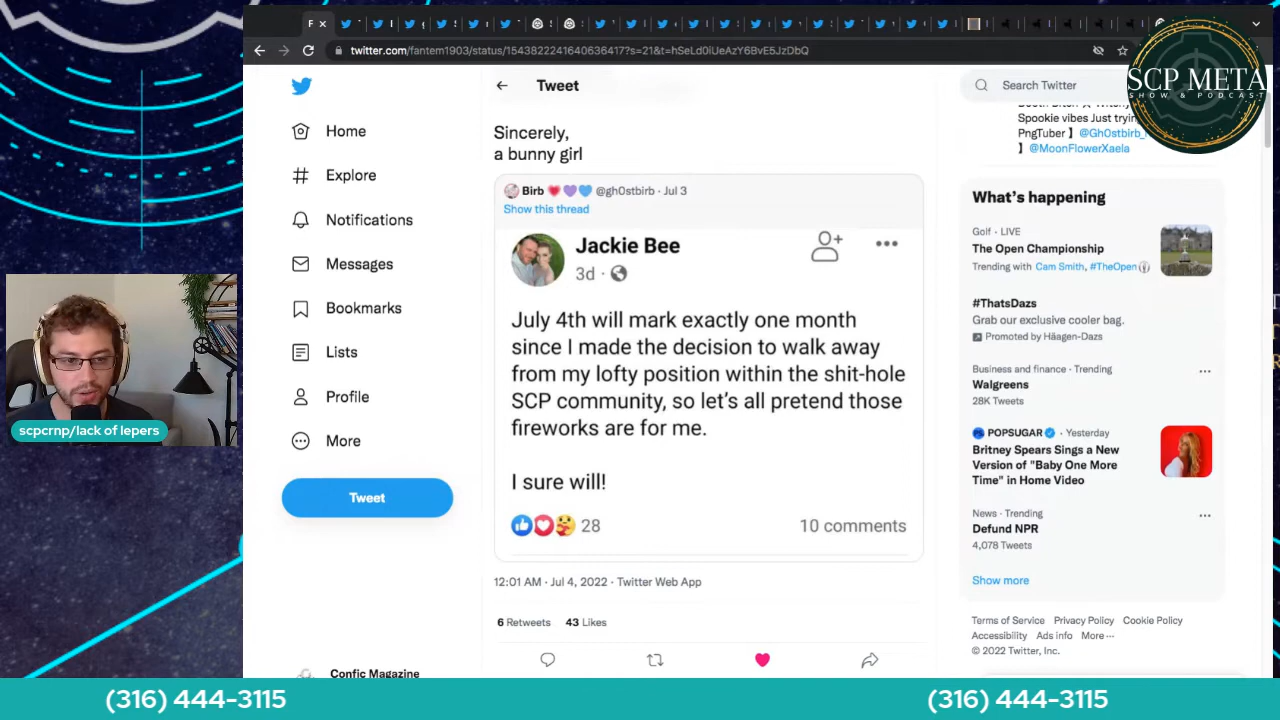 F
twitter.com/fantem1903/status/1543822241640636417?s=21&t=hSeLd0lUeAzY6BvE5JzDbQ
SCP META
SHOW & PODCAST
Home
Explore
Notifications
Messages
Bookmarks
Lists
Profile
More
Tweet
Tweet
Sincerely,
a bunny girl
Birb @gh0stbirb · Jul 3
Show this thread
Jackie Bee
3d ·
July 4th will mark exactly one month
since I made the decision to walk away
from my lofty position within the shit-hole
SCP community, so let's all pretend those
fireworks are for me.
I sure will!
28
10 comments
12:01 AM · Jul 4, 2022 · Twitter Web App
6 Retweets 43 Likes
Confic Magazine
Search Twitter
Spookie vibes Just trying
PngTuber 】@Gh0stbirb_
】@MoonFlowerXaela
What's happening
Golf · LIVE
The Open Championship
Trending with Cam Smith, #TheOpen
#ThatsDazs
Grab our exclusive cooler bag.
Promoted by Häagen-Dazs
Business and finance · Trending
Walgreens
28K Tweets
POPSUGAR · Yesterday
Britney Spears Sings a New
Version of "Baby One More
Time" in Home Video
News · Trending
Defund NPR
4,078 Tweets
Show more
Terms of Service Privacy Policy Cookie Policy
Accessibility Ads info More ···
© 2022 Twitter, Inc.
scpcrnp/lack of lepers
(316) 444-3115
(316) 444-3115